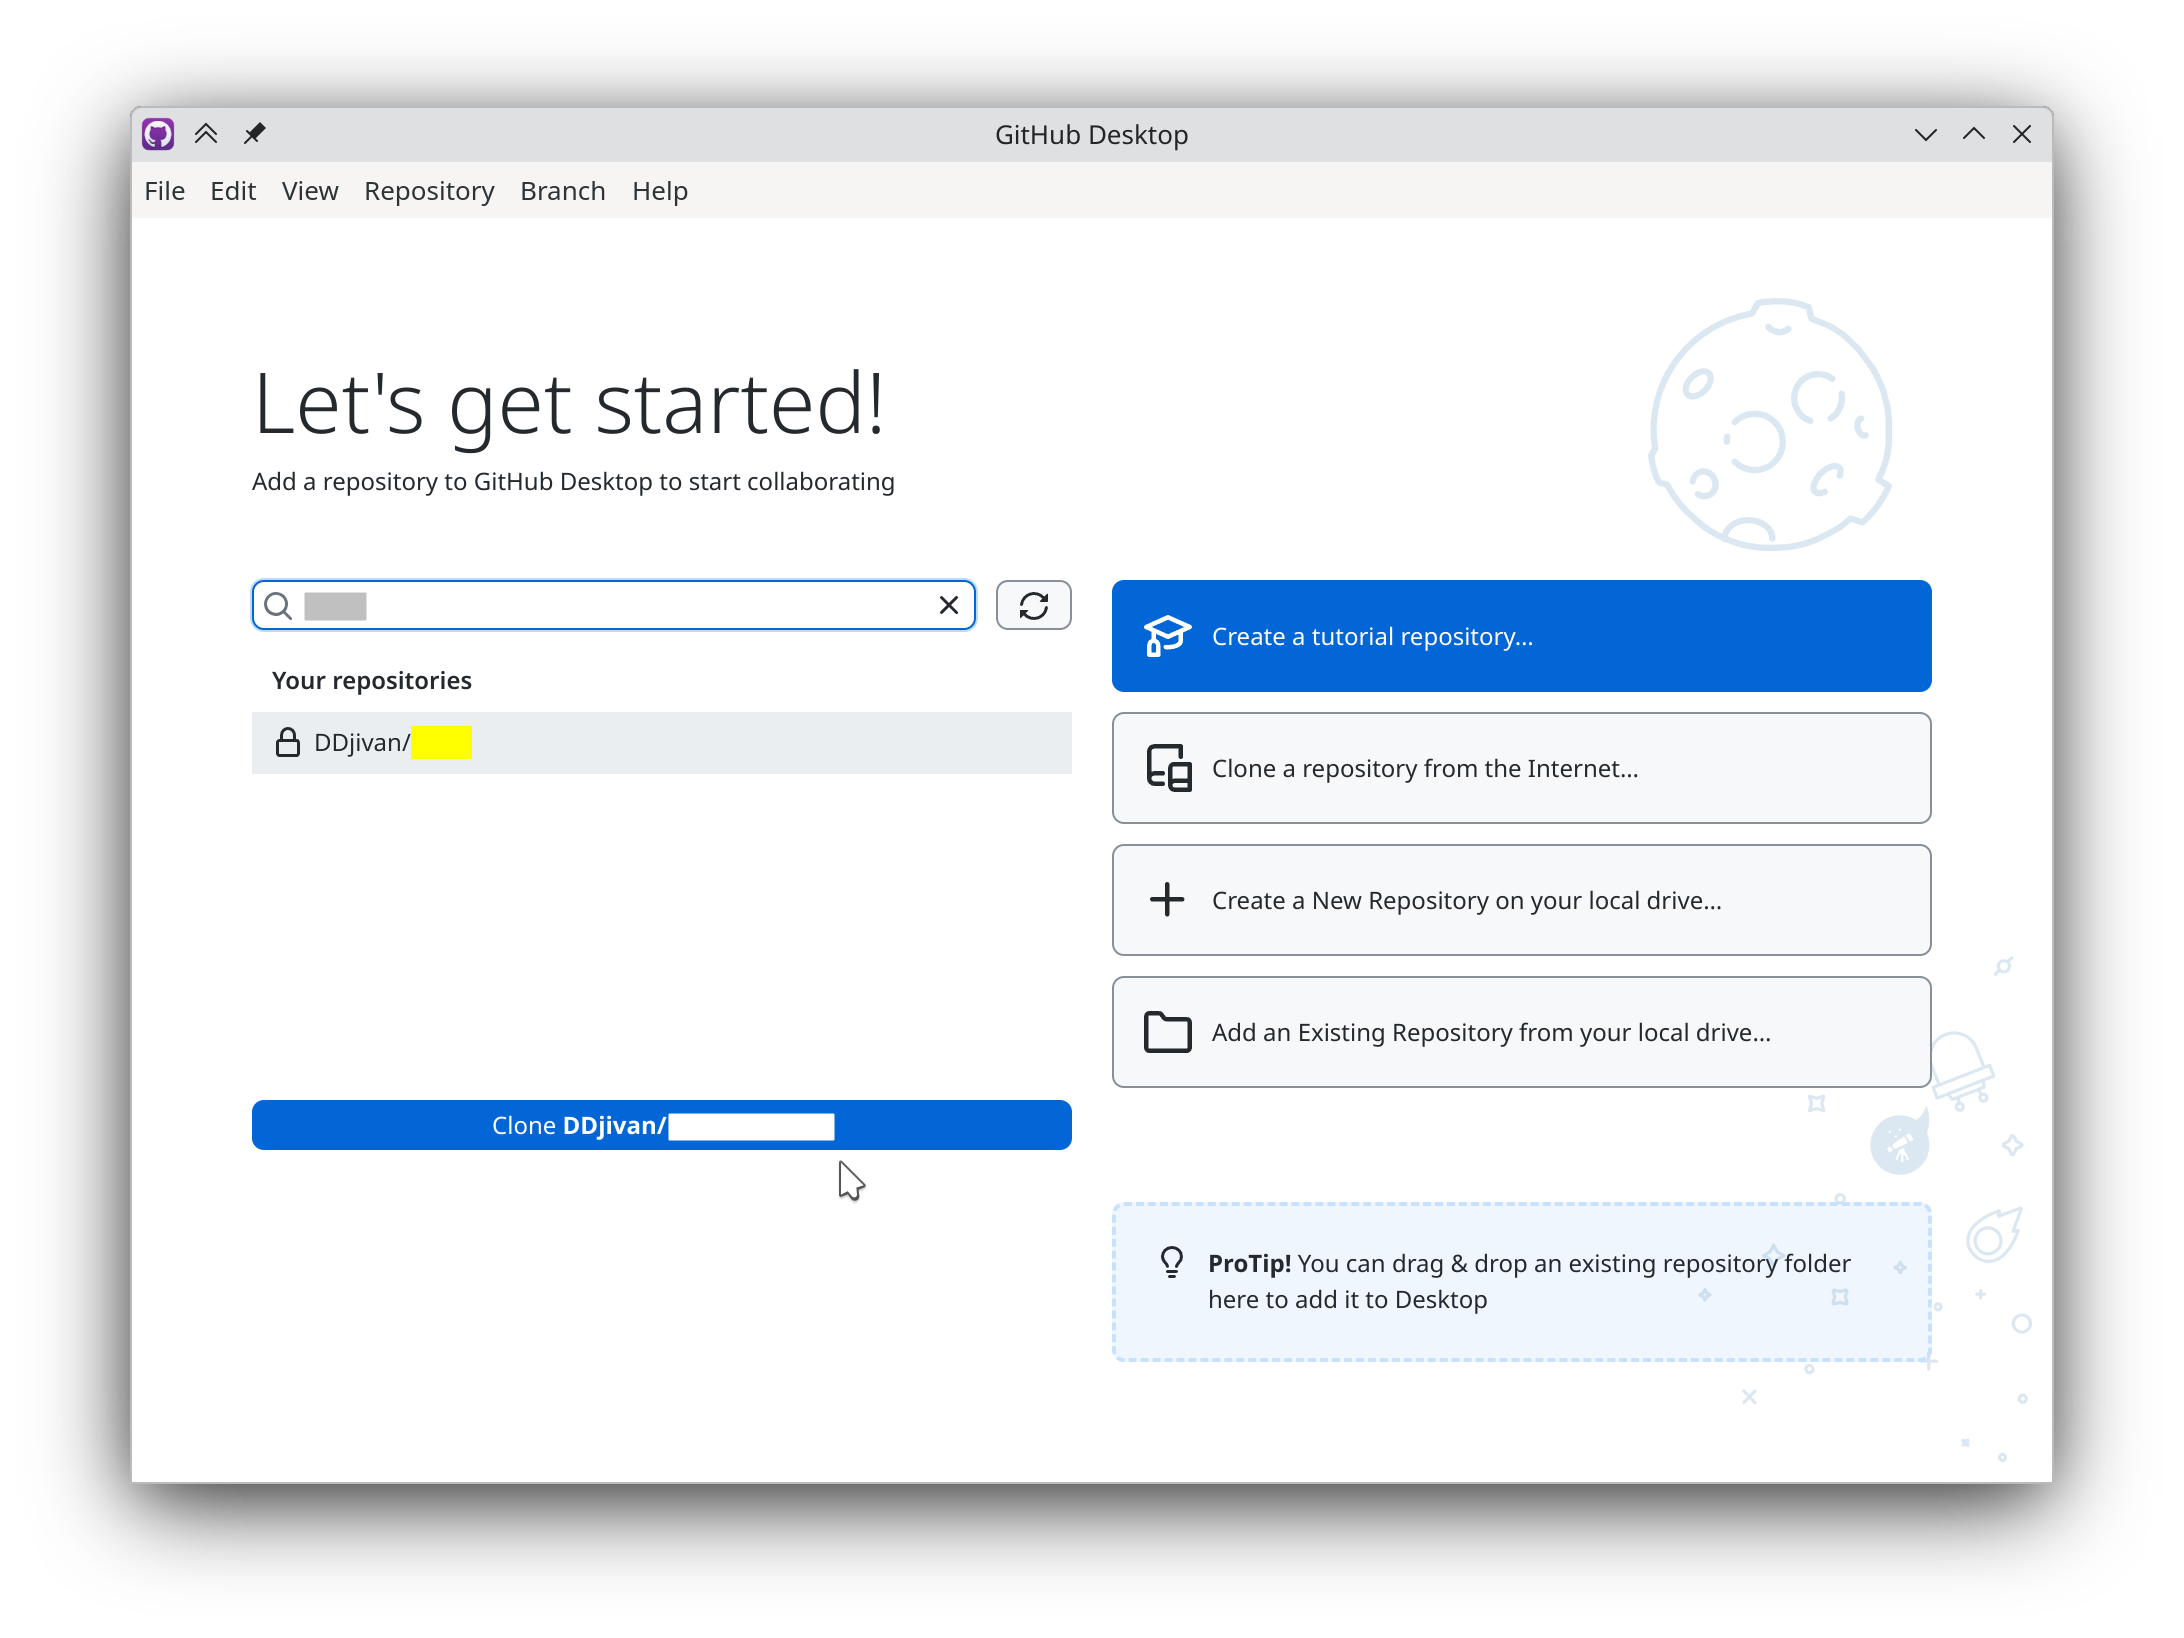 GitHub Desktop
File Edit View Repository Branch Help
Let's get started!
Add a repository to GitHub Desktop to start collaborating
Your repositories
DDjivan/
Clone DDjivan/
Create a tutorial repository...
Clone a repository from the Internet...
Create a New Repository on your local drive...
Add an Existing Repository from your local drive...
ProTip! You can drag & drop an existing repository folder
here to add it to Desktop